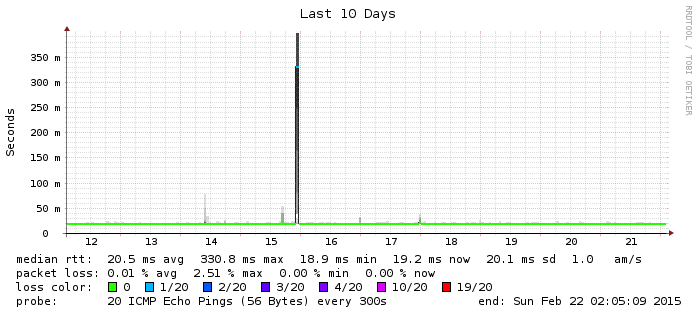 Last 10 Days
RRDTOOL / TOBI OETIKER
Seconds
350 m
300 m
250 m
200 m
150 m
100 m
50 m
0
12 13 14 15 16 17 18 19 20 21
median rtt: 20.5 ms avg 330.8 ms max 18.9 ms min 19.2 ms now 20.1 ms sd 1.0 am/s
packet loss: 0.01 % avg 2.51 % max 0.00 % min 0.00 % now
loss color: 0 1/20 2/20 3/20 4/20 10/20 19/20
probe: 20 ICMP Echo Pings (56 Bytes) every 300s end: Sun Feb 22 02:05:09 2015